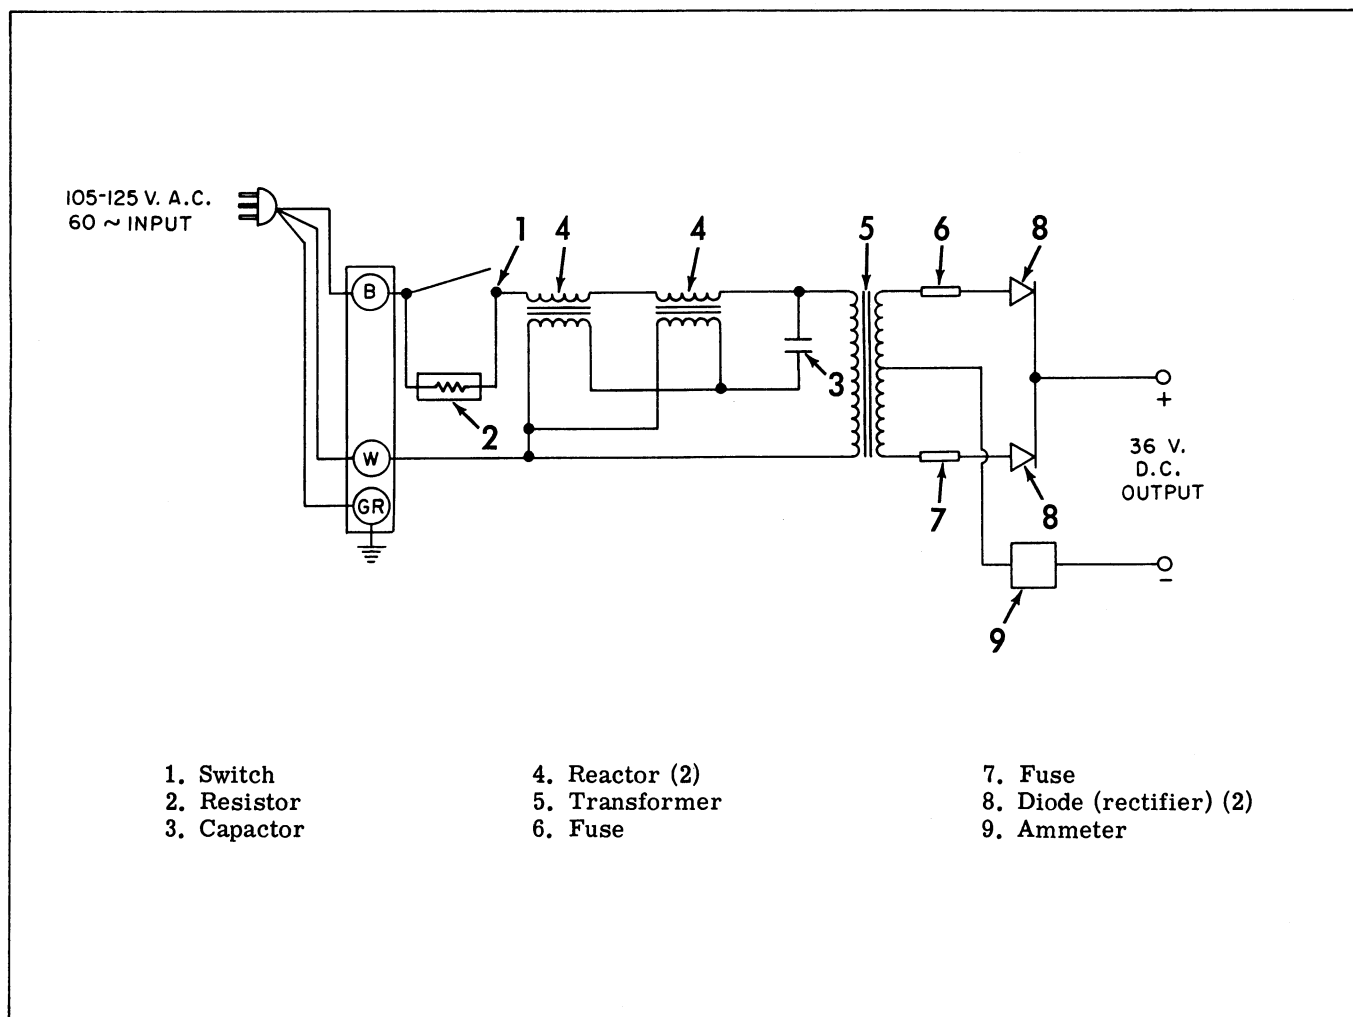 105-125 V. A.C.
60 ~ INPUT
1
4
4
5
6
8
B
3
2
+
W
36 V.
D.C.
OUTPUT
GR
7
8
−
9
1. Switch
2. Resistor
3. Capactor
4. Reactor (2)
5. Transformer
6. Fuse
7. Fuse
8. Diode (rectifier) (2)
9. Ammeter